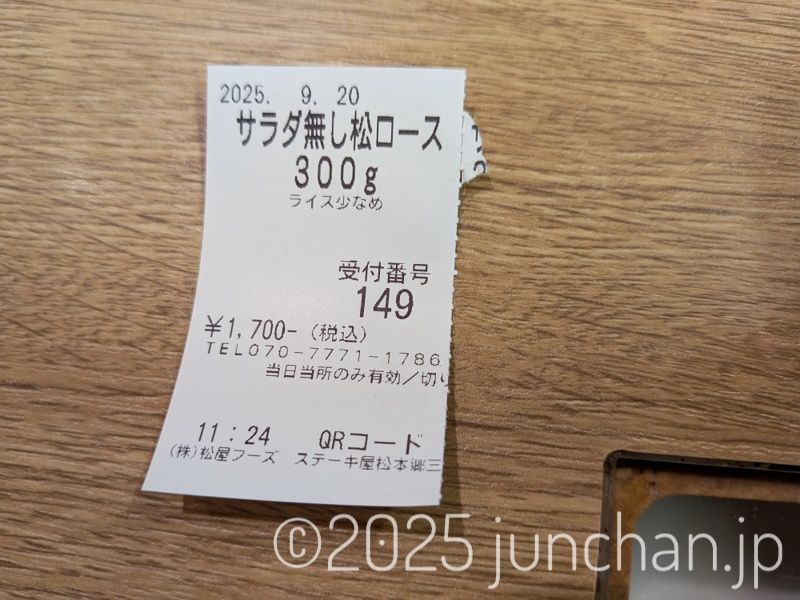 2025. 9. 20
サラダ無し松ロース
300g
ライス少なめ
受付番号
149
¥1,700-（税込）
TEL070-7771-1786
当日当所のみ有効／切り
11:24 QRコード
(株)松屋フーズ ステーキ屋松本郷三
©2025 junchan.jp